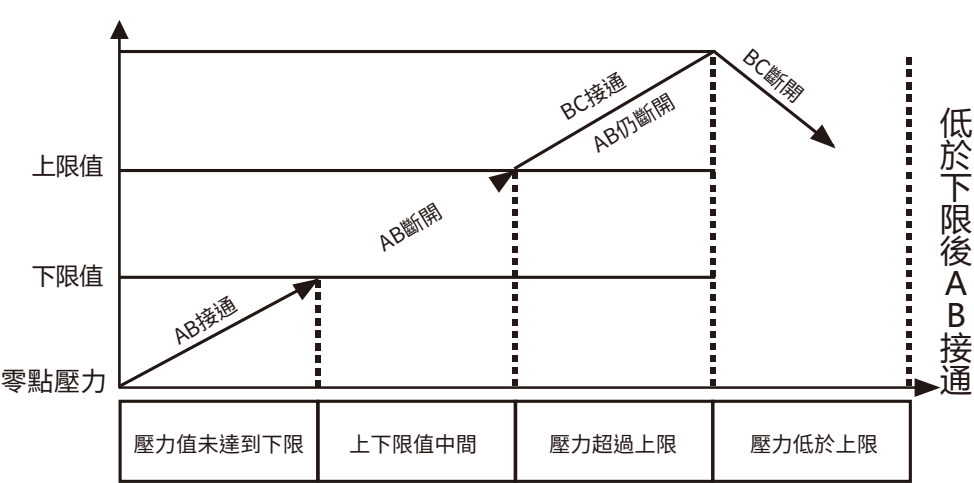 BC斷開
BC接通
AB仍斷開
上限值
AB斷開
下限值
AB接通
零點壓力
低於下限後AB接通
壓力值未達到下限
上下限值中間
壓力超過上限
壓力低於上限